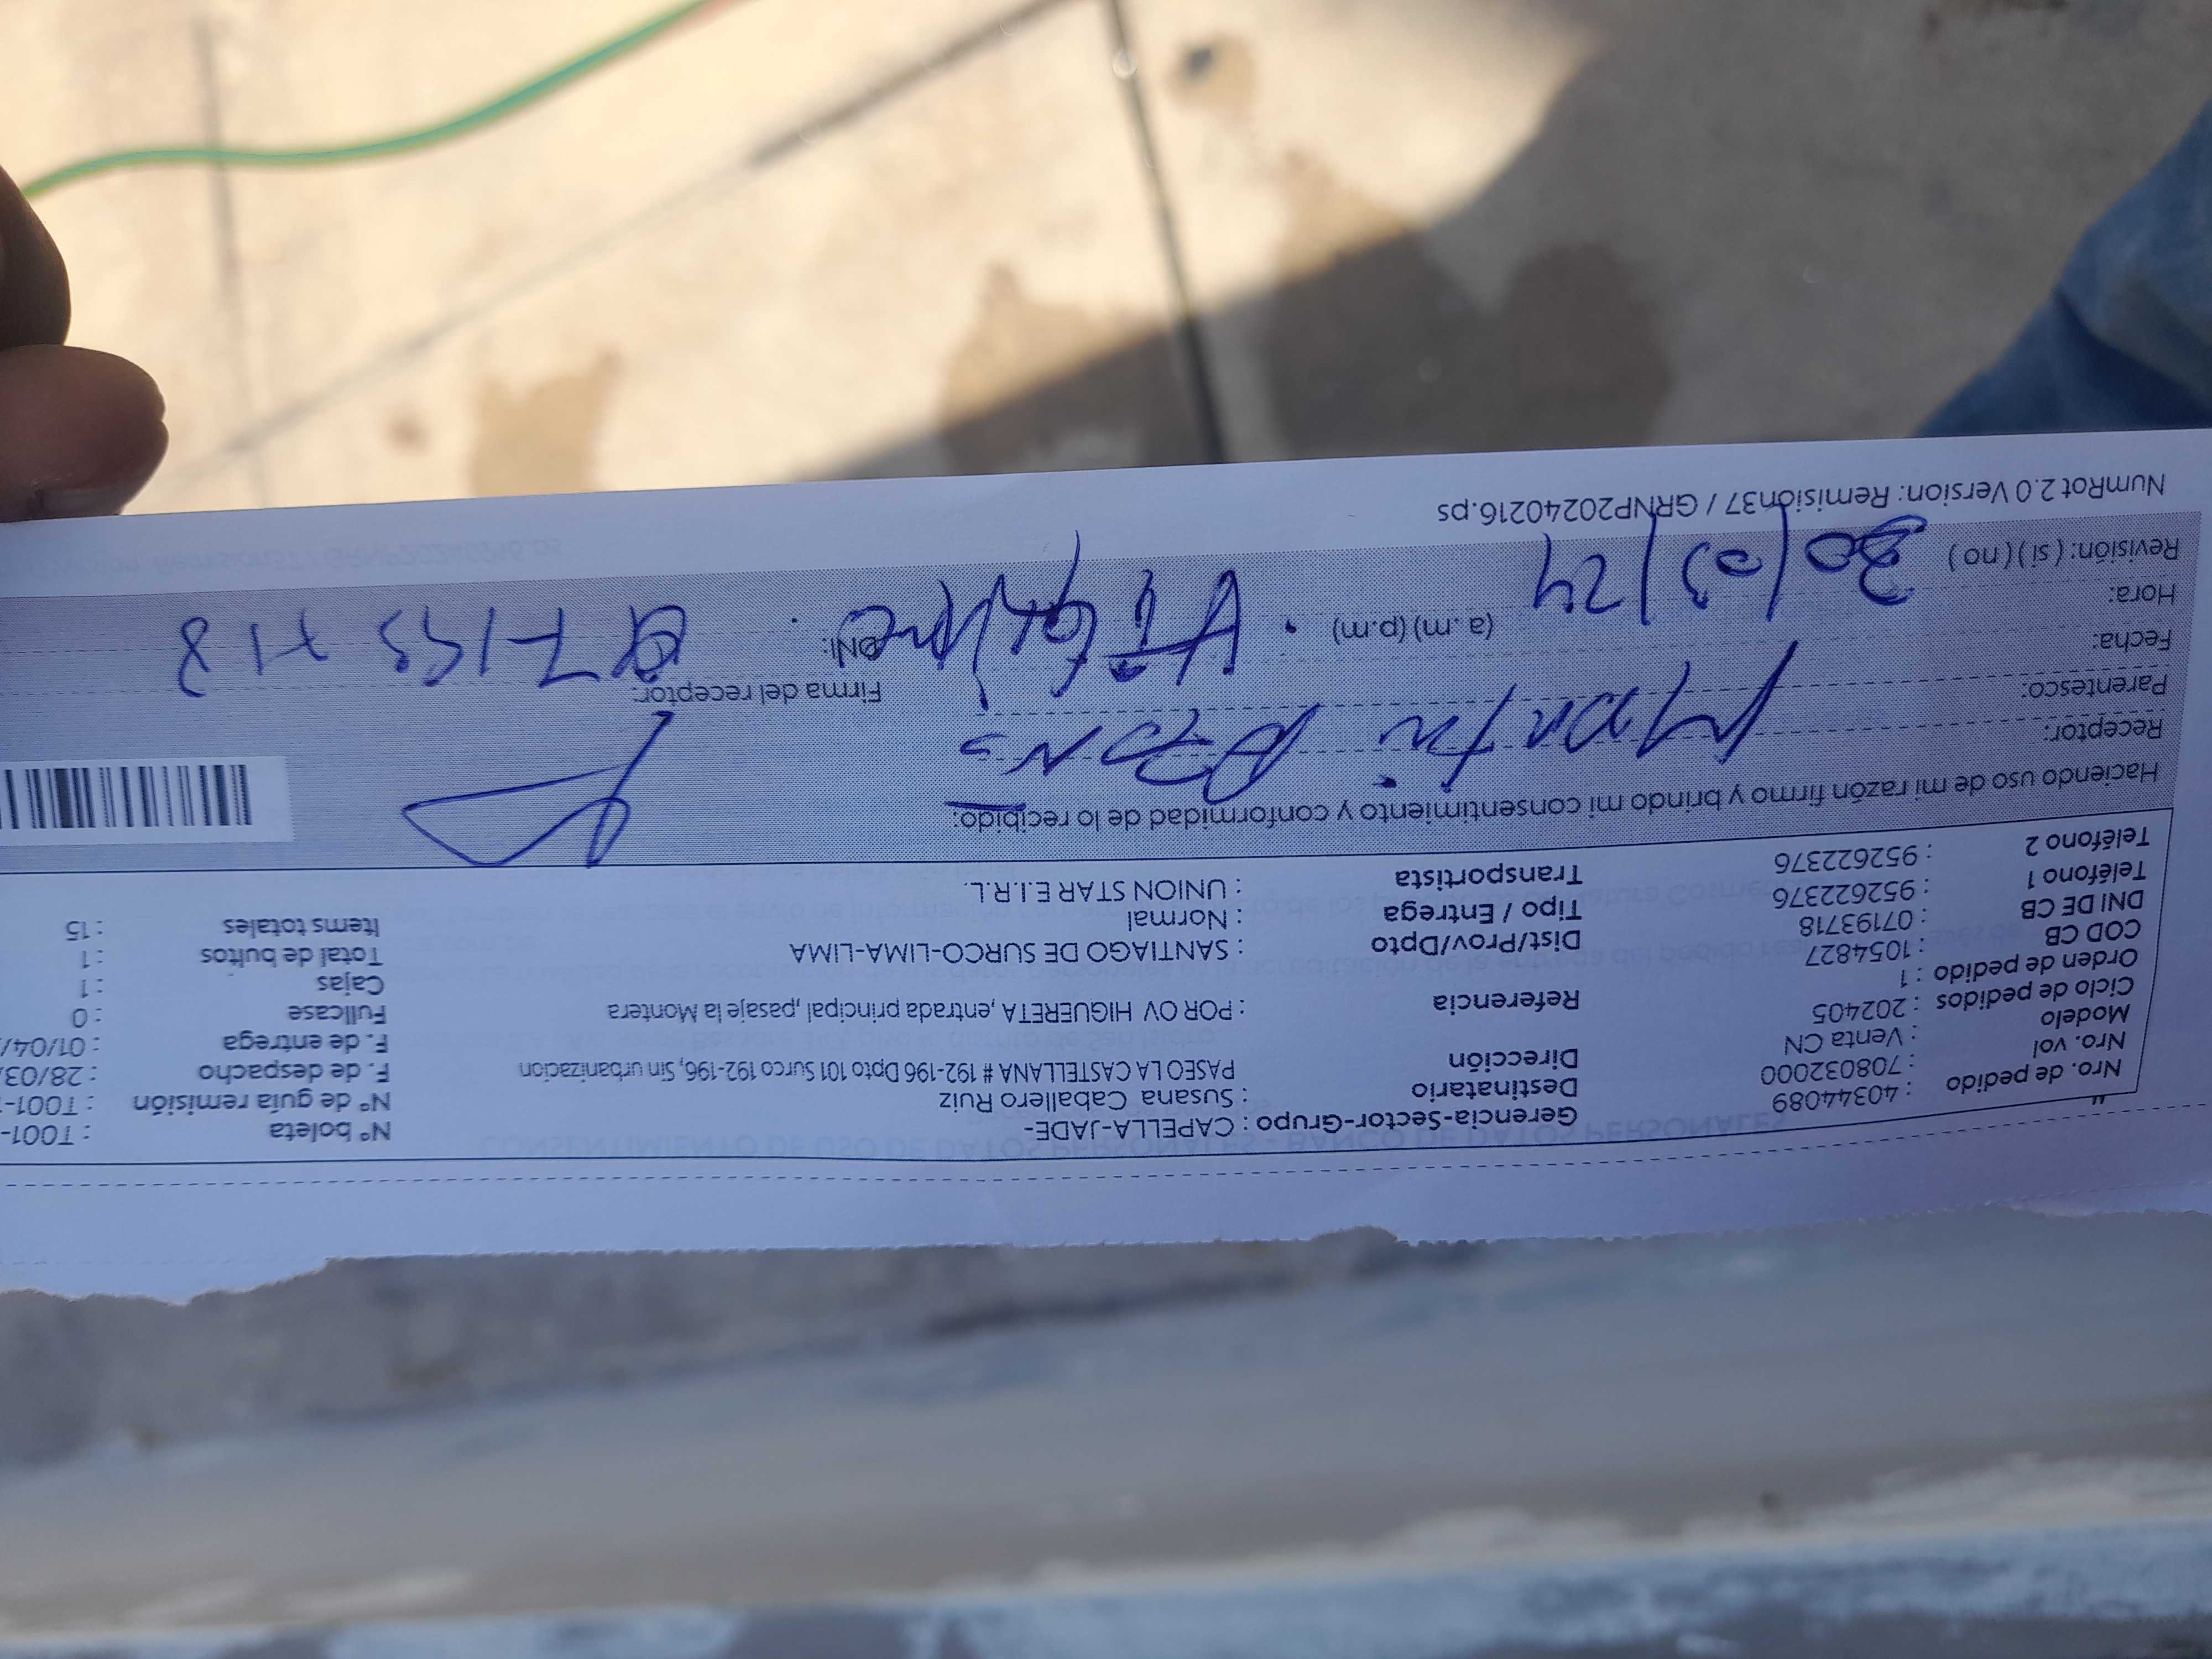 Nro. de pedido : 40344089 Gerencia-Sector-Grupo : CAPELLA-JADE- N° boleta : T001-
Nro. vol : 708032000 Destinatario : Susana Caballero Ruiz N° de guía remisión : T001-
Modelo : Venta CN Dirección PASEO LA CASTELLANA # 192-196 Dpto 101 Surco 192-196, Sin urbanizacion F. de despacho : 28/03/
Ciclo de pedidos : 202405 F. de entrega : 01/04/
Orden de pedido : 1 Referencia : POR OV HIGUERETA ,entrada principal ,pasaje la Montera Fullcase : 0
COD CB : 1054827 Cajas : 1
DNI DE CB : 07193718 Dist/Prov/Dpto : SANTIAGO DE SURCO-LIMA-LIMA Total de bultos : 1
Teléfono 1 : 952622376 Tipo / Entrega : Normal Items totales : 15
Teléfono 2 : 952622376 Transportista : UNION STAR E.I.R.L.
Haciendo uso de mi razón firmo y brindo mi consentimiento y conformidad de lo recibido:
Receptor:
Parentesco: Firma del receptor:
Fecha:
Hora: (a.m) (p.m) DNI:
30/03/24
Revisión: ( si ) ( no )
NumRot 2.0 Version: Remisión37 / GRNP20240216.ps